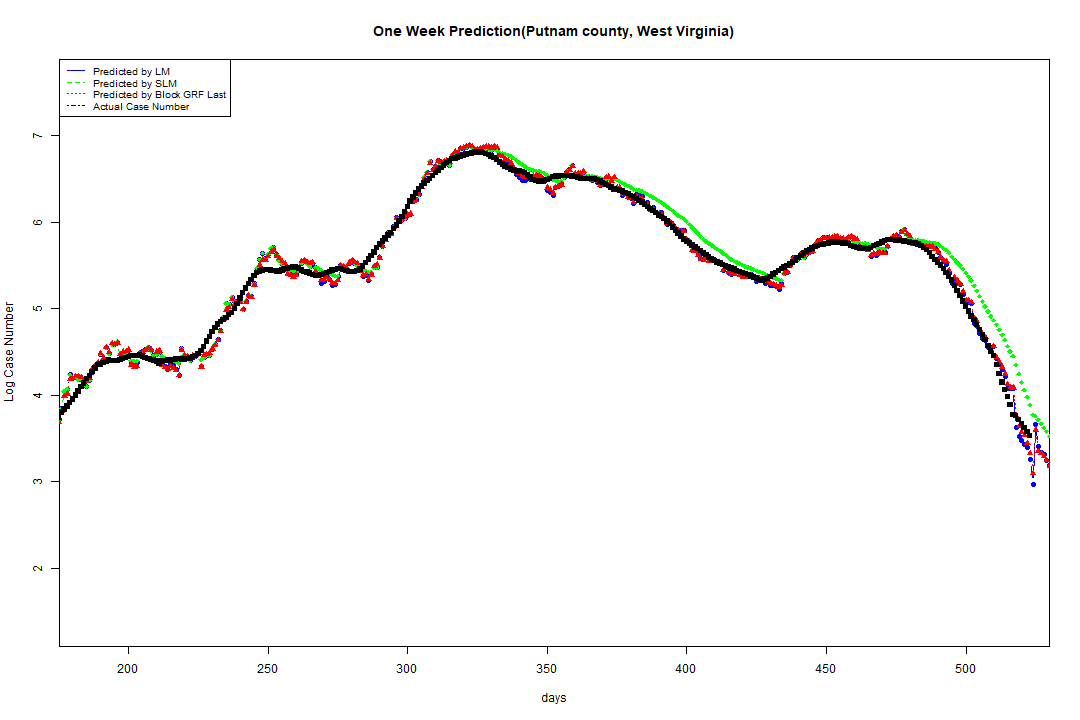 One Week Prediction(Putnam county, West Virginia)
Predicted by LM
Predicted by SLM
Predicted by Block GRF Last
Actual Case Number
7
6
5
4
3
2
Log Case Number
200 250 300 350 400 450 500
days